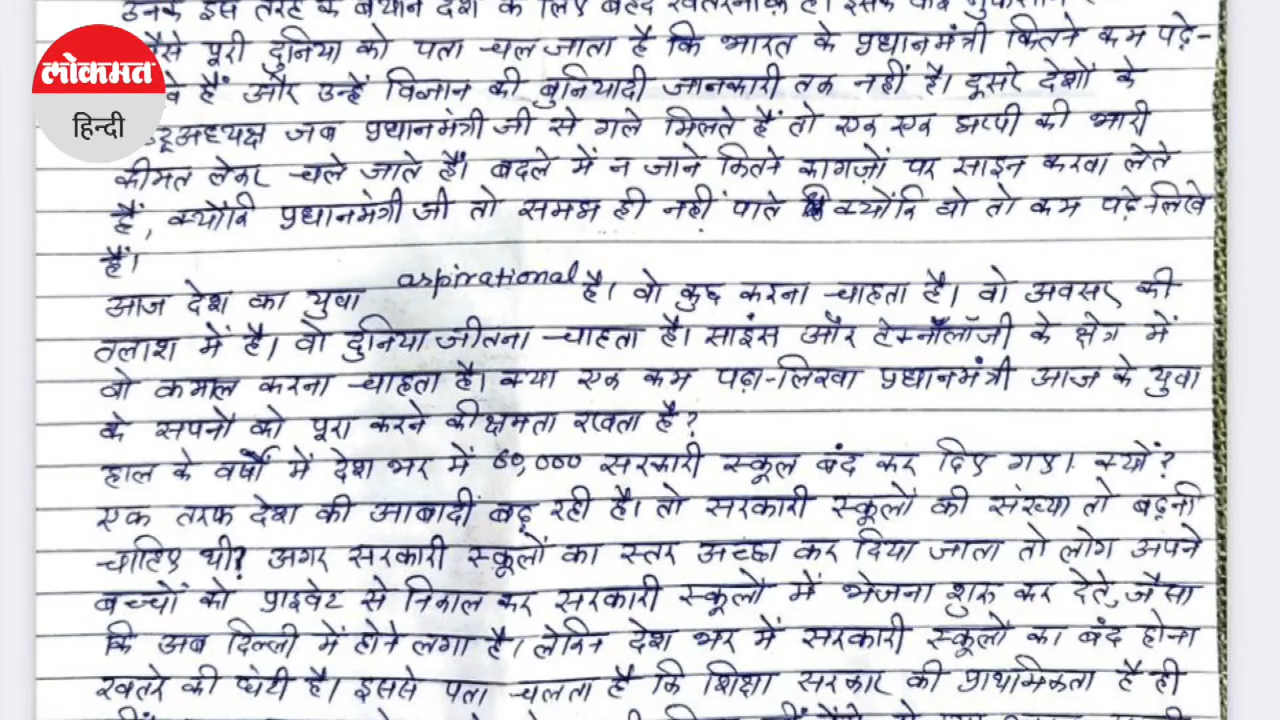 उनके इस तरह के बयान देश के लिए बेहद खतरनाक हैं। इसके कई
लोकमत
हिन्दी
पूरी दुनिया को पता चल जाता है कि भारत के प्रधानमंत्री कितने कम पढ़े-
हैं और उन्हें विज्ञान की बुनियादी जानकारी तक नहीं है। दूसरे देशों के
जब प्रधानमंत्री जी से गले मिलते हैं तो एक एक झप्पी की भारी
कीमत लेकर चले जाते हैं। बदले में न जाने कितने कागज़ों पर साइन करवा लेते
हैं, क्योंकि प्रधानमंत्री जी तो समझ ही नहीं पाते क्योंकि वो तो कम पढ़े-लिखे
हैं।
आज देश का युवा aspirational है। वो कुछ करना चाहता है। वो अवसर की
तलाश में है। वो दुनिया जीतना चाहता है। साइंस और टेक्नॉलॉजी के क्षेत्र में
वो कमाल करना चाहता है। क्या एक कम पढ़ा-लिखा प्रधानमंत्री आज के युवा
के सपनों को पूरा करने की क्षमता रखता है?
हाल के वर्षों में देश भर में 60,000 सरकारी स्कूल बंद कर दिए गए। क्यों?
एक तरफ देश की आबादी बढ़ रही है। तो सरकारी स्कूलों की संख्या तो बढ़नी
चाहिए थी? अगर सरकारी स्कूलों का स्तर अच्छा कर दिया जाता तो लोग अपने
बच्चों को प्राइवेट से निकाल कर सरकारी स्कूलों में भेजना शुरू कर देते, जैसा
कि अब दिल्ली में होने लगा है। लेकिन देश भर में सरकारी स्कूलों का बंद होना
खतरे की घंटी है। इससे पता चलता है कि शिक्षा सरकार की प्राथमिकता है ही